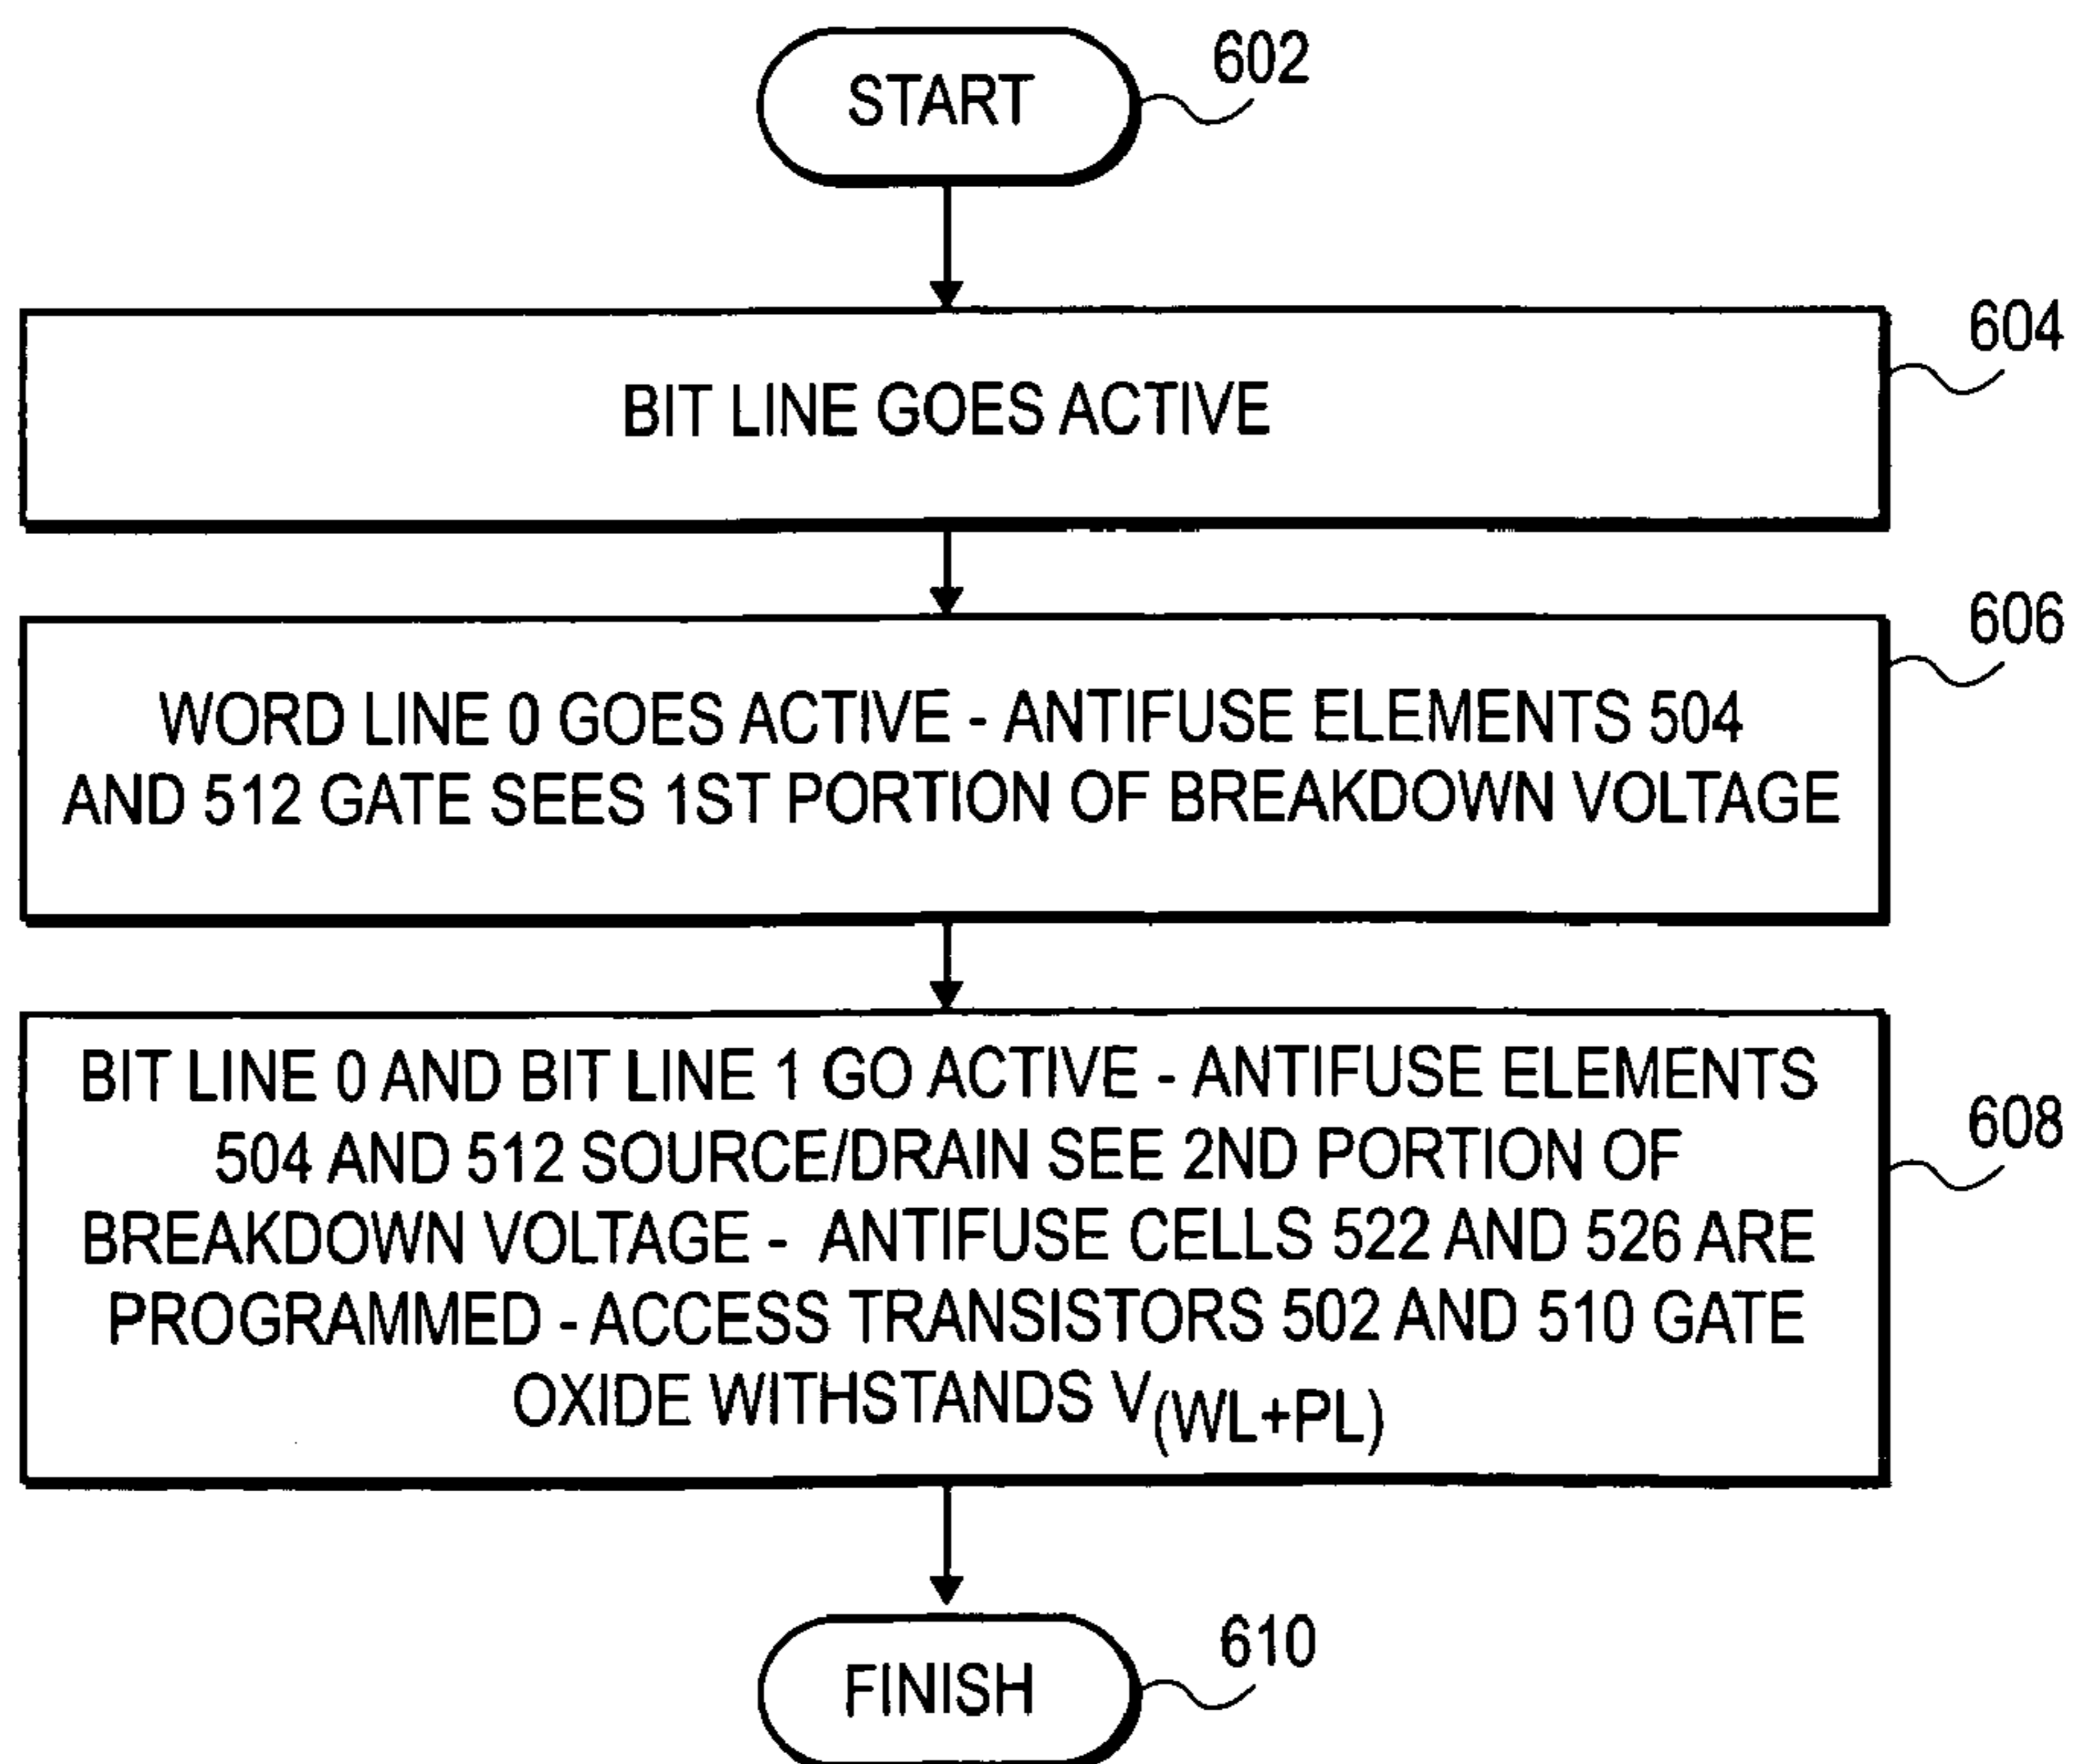 START
602
BIT LINE GOES ACTIVE
604
WORD LINE 0 GOES ACTIVE - ANTIFUSE ELEMENTS 504
AND 512 GATE SEES 1ST PORTION OF BREAKDOWN VOLTAGE
606
BIT LINE 0 AND BIT LINE 1 GO ACTIVE - ANTIFUSE ELEMENTS
504 AND 512 SOURCE/DRAIN SEE 2ND PORTION OF
BREAKDOWN VOLTAGE - ANTIFUSE CELLS 522 AND 526 ARE
PROGRAMMED - ACCESS TRANSISTORS 502 AND 510 GATE
OXIDE WITHSTANDS V(WL+PL)
608
FINISH
610